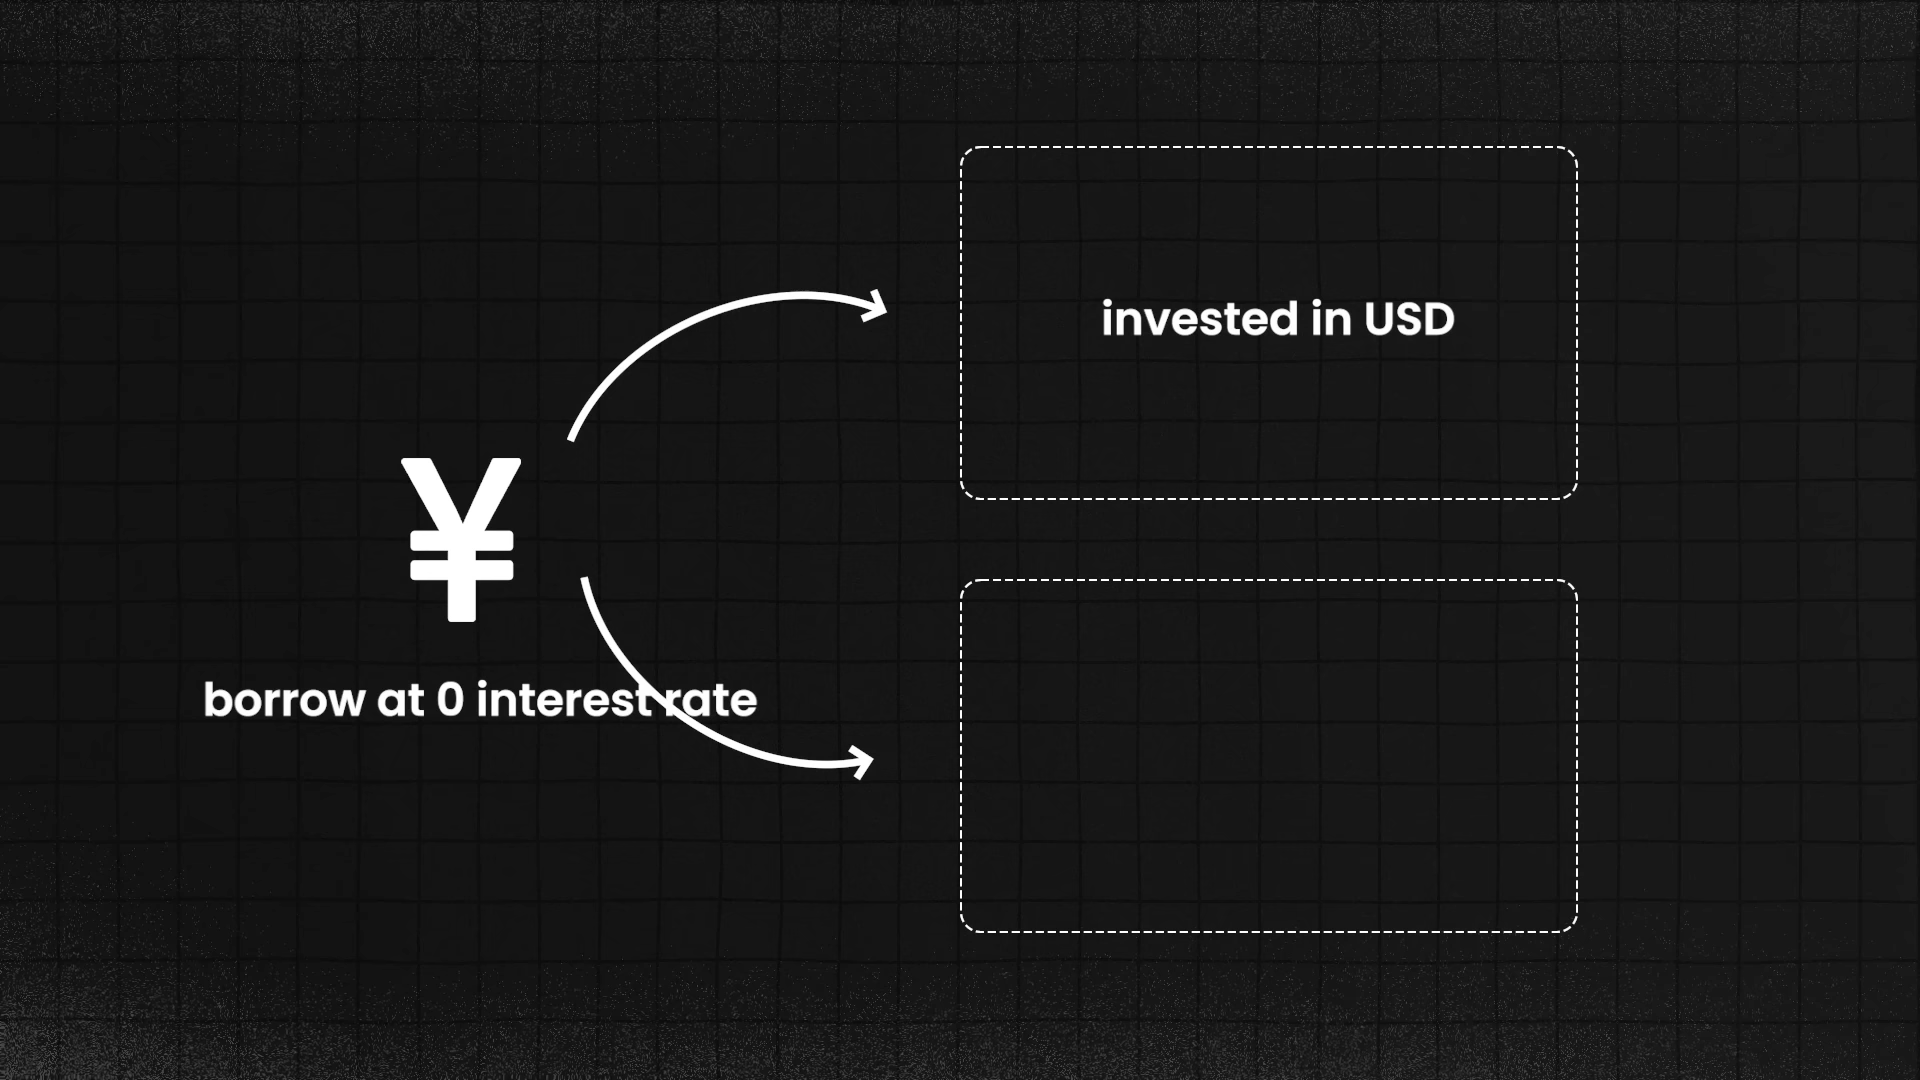 invested in USD
¥
borrow at 0 interest rate